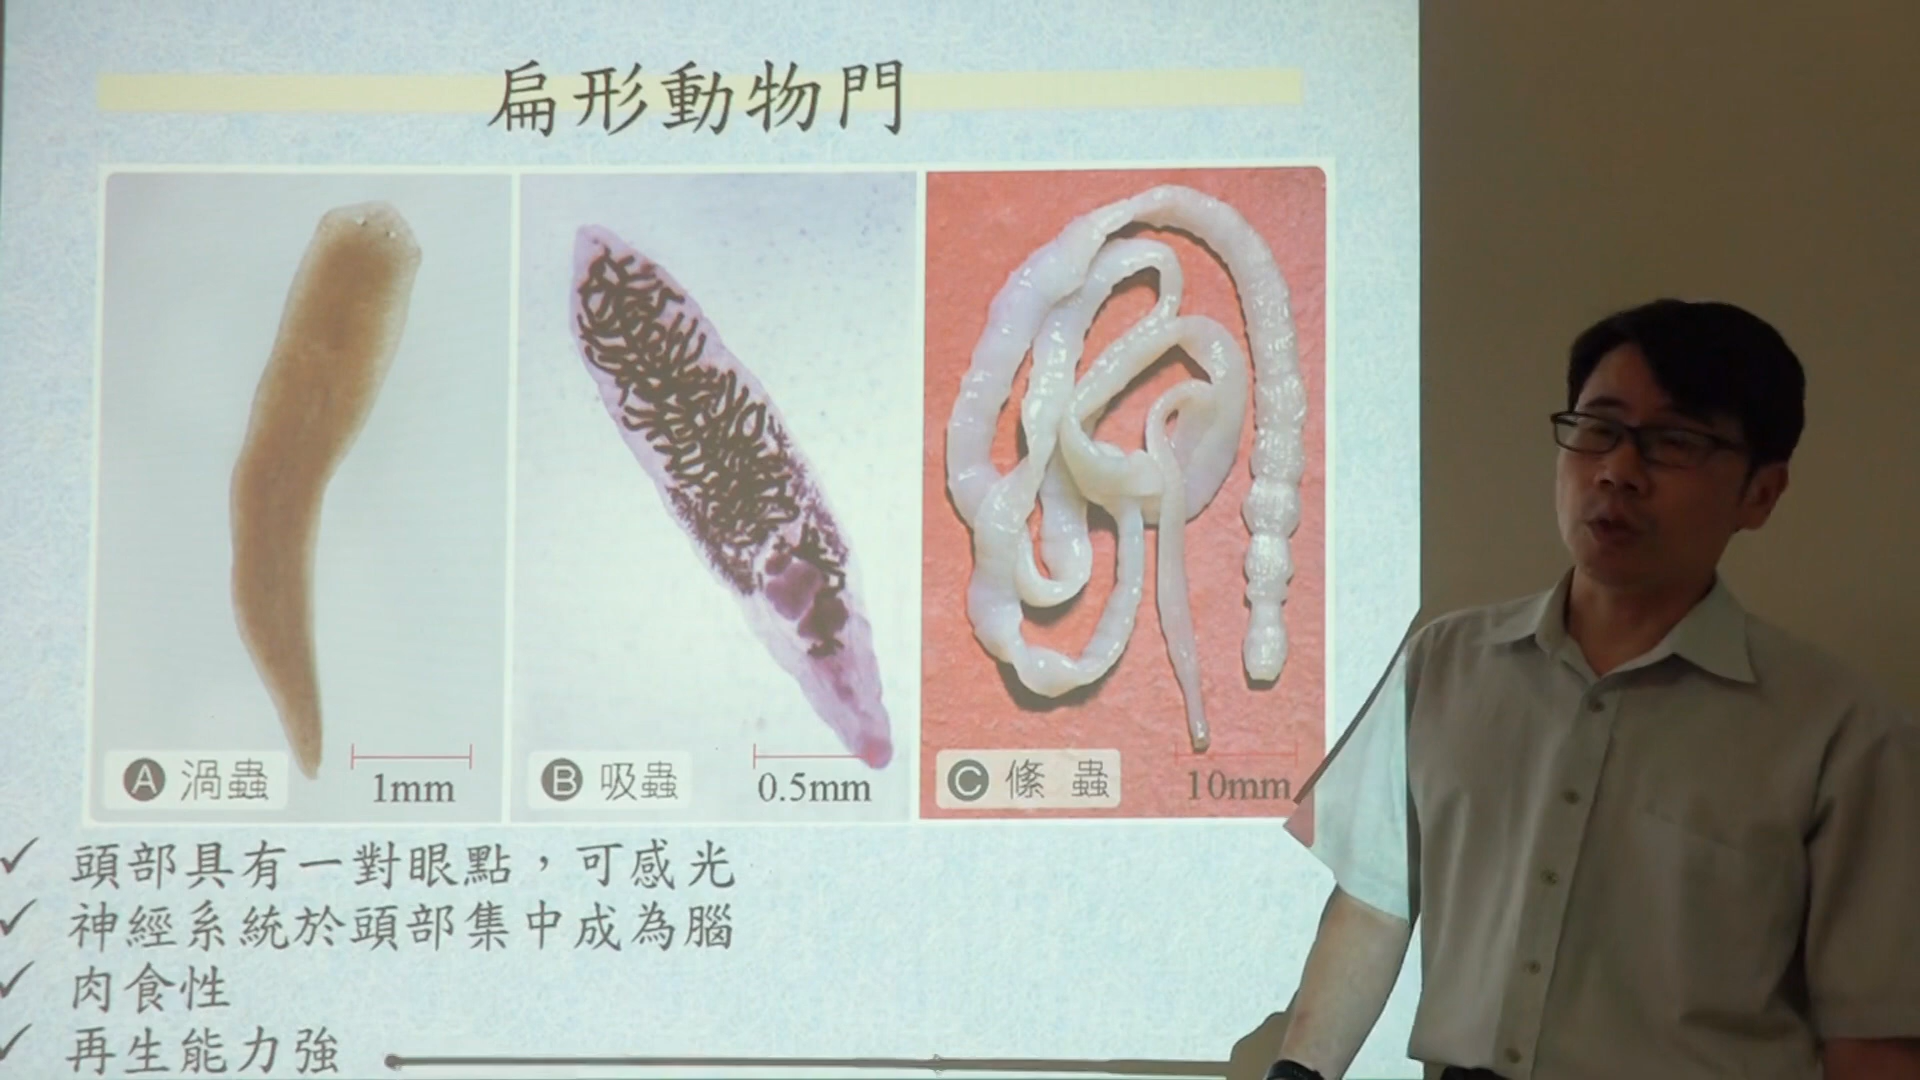 扁形動物門
A 渦蟲 1mm
B 吸蟲 0.5mm
C 絛 蟲 10mm
✓ 頭部具有一對眼點，可感光
✓ 神經系統於頭部集中成為腦
✓ 肉食性
✓ 再生能力強